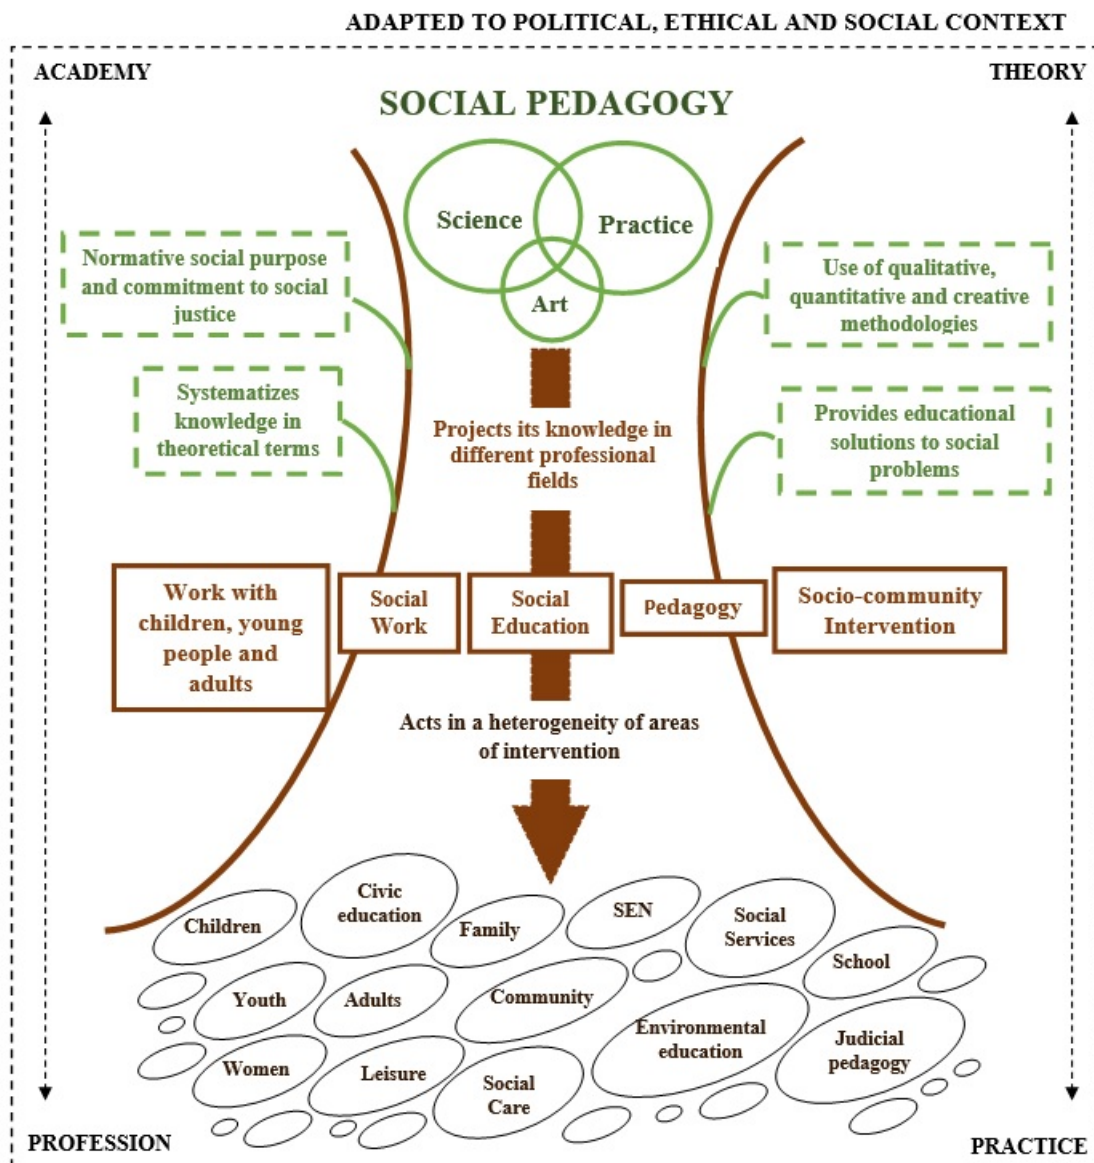 ADAPTED TO POLITICAL, ETHICAL AND SOCIAL CONTEXT
ACADEMY
THEORY
SOCIAL PEDAGOGY
Science
Practice
Art
Normative social purpose
and commitment to social
justice
Use of qualitative,
quantitative and creative
methodologies
Systematizes
knowledge in
theoretical terms
Provides educational
solutions to social
problems
Projects its knowledge in
different professional
fields
Work with
children, young
people and
adults
Social
Work
Social
Education
Pedagogy
Socio-community
Intervention
Acts in a heterogeneity of areas
of intervention
Children
Civic
education
Family
SEN
Social
Services
School
Youth
Adults
Community
Environmental
education
Judicial
pedagogy
Women
Leisure
Social
Care
PROFESSION
PRACTICE